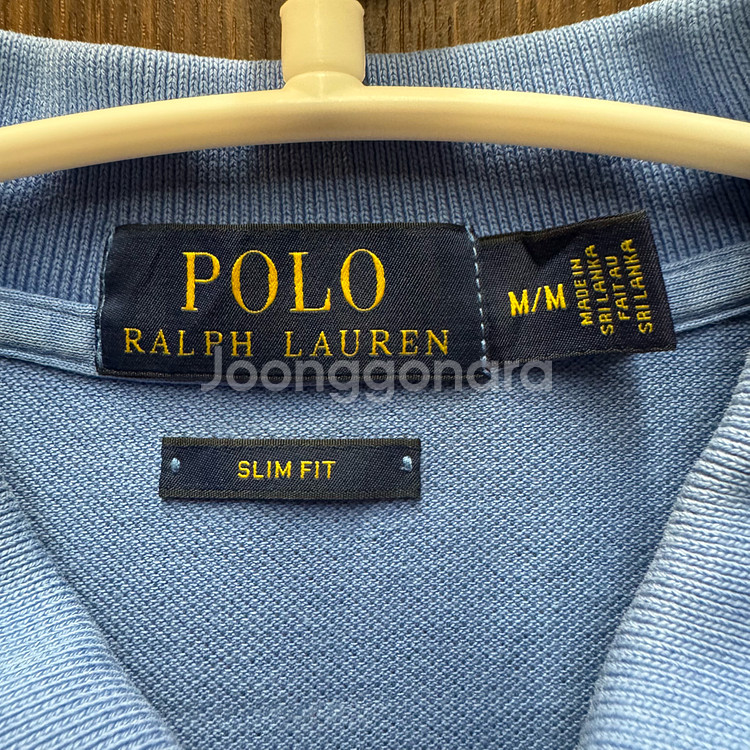 POLO
RALPH LAUREN
M/M
MADE IN
SRI LANKA
FAIT AU
SRI LANKA
Joonggonara
SLIM FIT